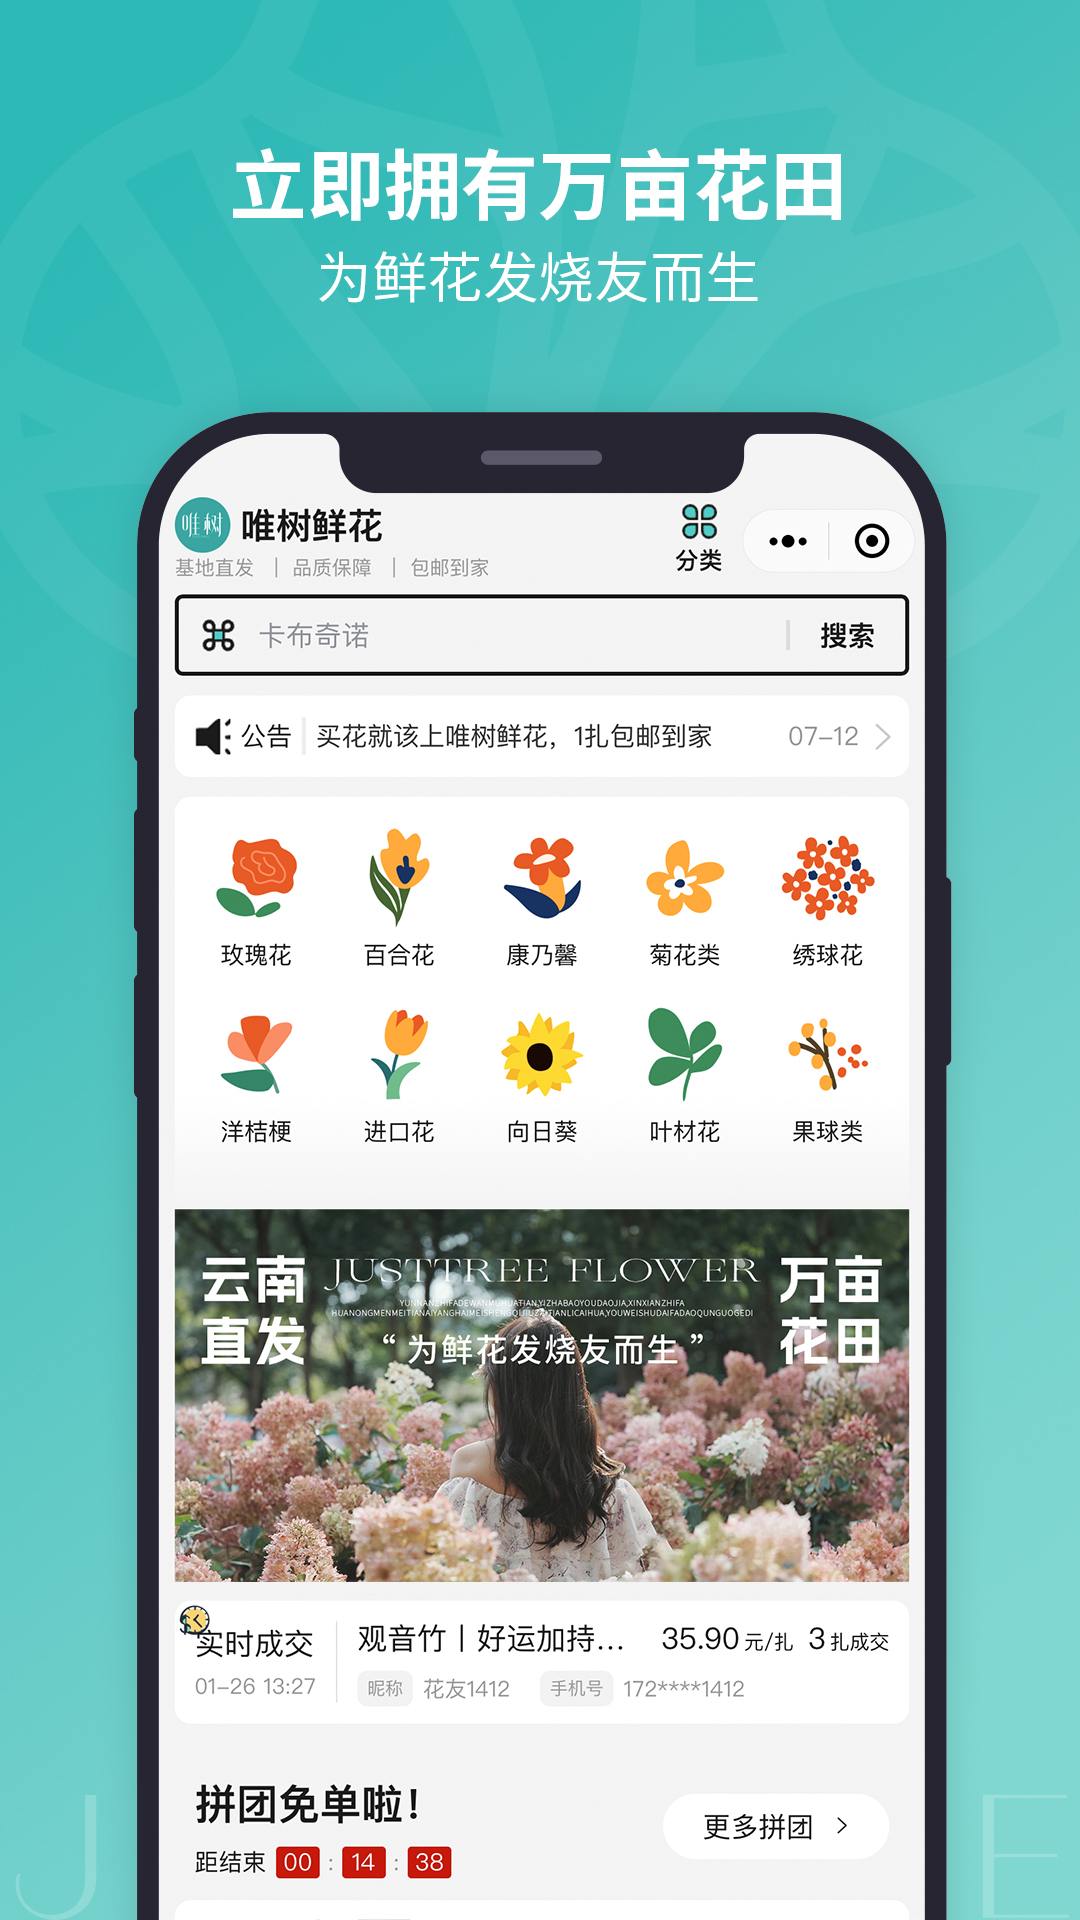 立即拥有万亩花田
为鲜花发烧友而生
唯树
唯树鲜花
分类
基地直发 | 品质保障 | 包邮到家
卡布奇诺
搜索
公告
买花就该上唯树鲜花，1扎包邮到家
07-12
玫瑰花
百合花
康乃馨
菊花类
绣球花
洋桔梗
进口花
向日葵
叶材花
果球类
云南
直发
JUSTTREE FLOWER
YUNNANZHIFADEWANMUHUATIAN,YIZHABAOYOUDAOJIA,XINXIANZHIFA
HUANONGMENMEITIANAIYANGHAIMEISHENGQIJIUZAITIANLICAIHUA,YOUWEISHUDAIFADAOQUNGUOGEDI
“ 为鲜花发烧友而生 ”
万亩
花田
实时成交
01-26 13:27
观音竹丨好运加持...
35.90元/扎
3扎成交
昵称 花友1412
手机号 172****1412
拼团免单啦！
距结束 00 : 14 : 38
更多拼团 >
J
E